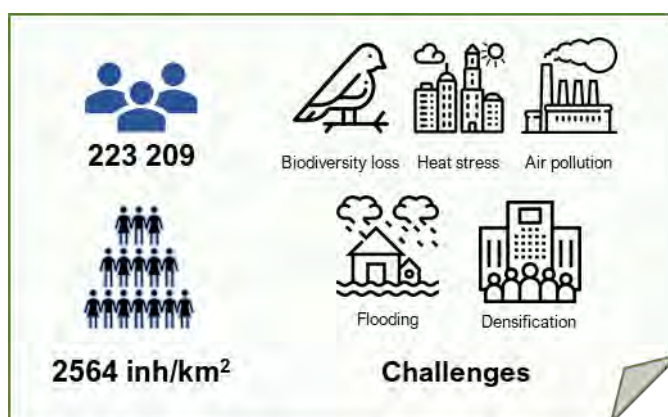 223 209
Biodiversity loss Heat stress Air pollution
Flooding Densification
2564 inh/km²
Challenges